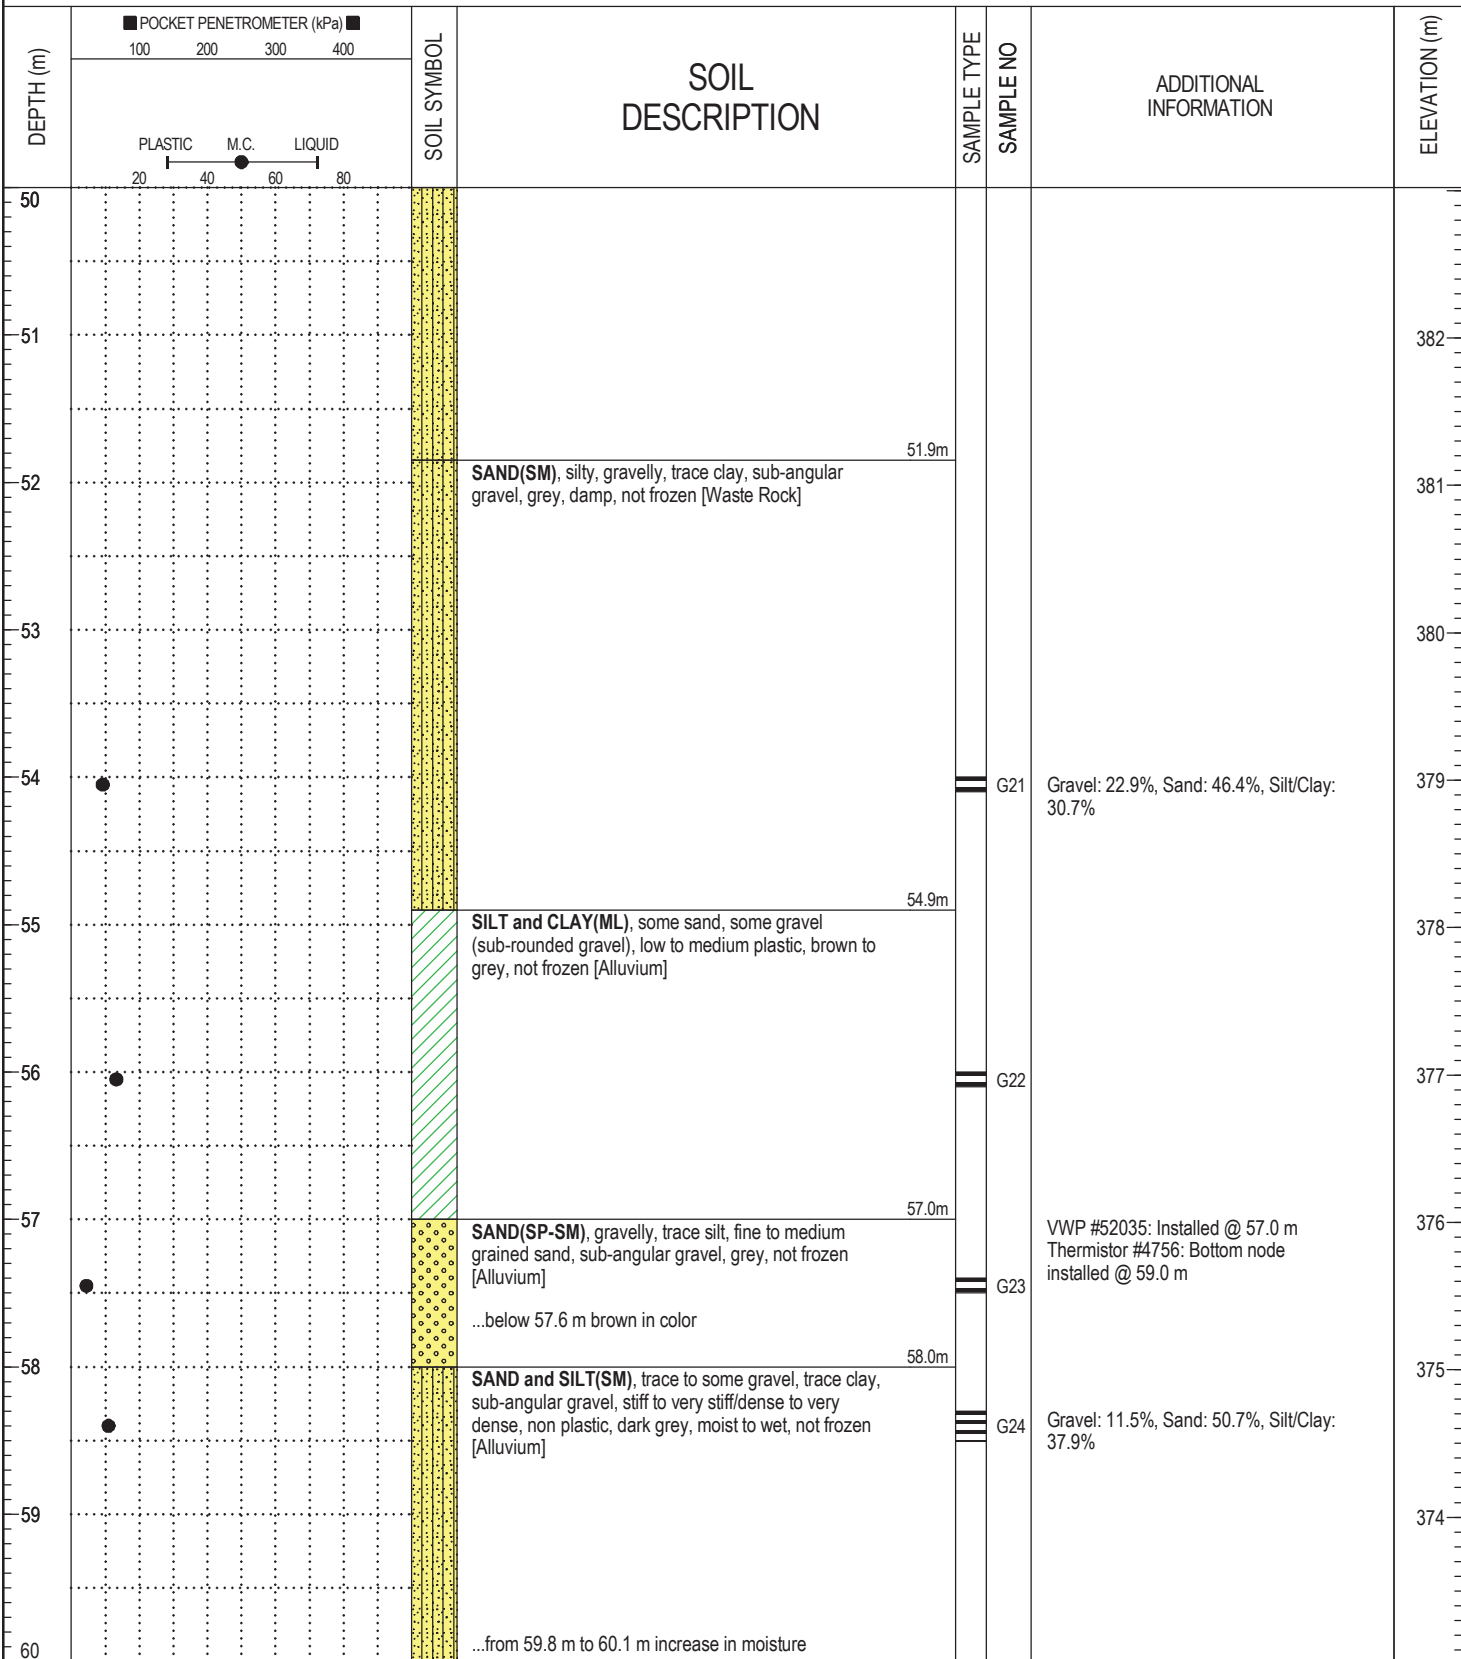 POCKET PENETROMETER (kPa)
100 200 300 400
DEPTH (m)
PLASTIC M.C. LIQUID
20 40 60 80
SOIL SYMBOL
SOIL
DESCRIPTION
SAMPLE TYPE
SAMPLE NO
ADDITIONAL
INFORMATION
ELEVATION (m)
50
51
382
51.9m
SAND(SM), silty, gravelly, trace clay, sub-angular
gravel, grey, damp, not frozen [Waste Rock]
52
381
53
380
54
G21
Gravel: 22.9%, Sand: 46.4%, Silt/Clay:
30.7%
379
54.9m
SILT and CLAY(ML), some sand, some gravel
(sub-rounded gravel), low to medium plastic, brown to
grey, not frozen [Alluvium]
55
378
56
G22
377
57.0m
57
SAND(SP-SM), gravelly, trace silt, fine to medium
grained sand, sub-angular gravel, grey, not frozen
[Alluvium]
...below 57.6 m brown in color
G23
VWP #52035: Installed @ 57.0 m
Thermistor #4756: Bottom node
installed @ 59.0 m
376
58.0m
58
SAND and SILT(SM), trace to some gravel, trace clay,
sub-angular gravel, stiff to very stiff/dense to very
dense, non plastic, dark grey, moist to wet, not frozen
[Alluvium]
G24
Gravel: 11.5%, Sand: 50.7%, Silt/Clay:
37.9%
375
59
374
...from 59.8 m to 60.1 m increase in moisture
60